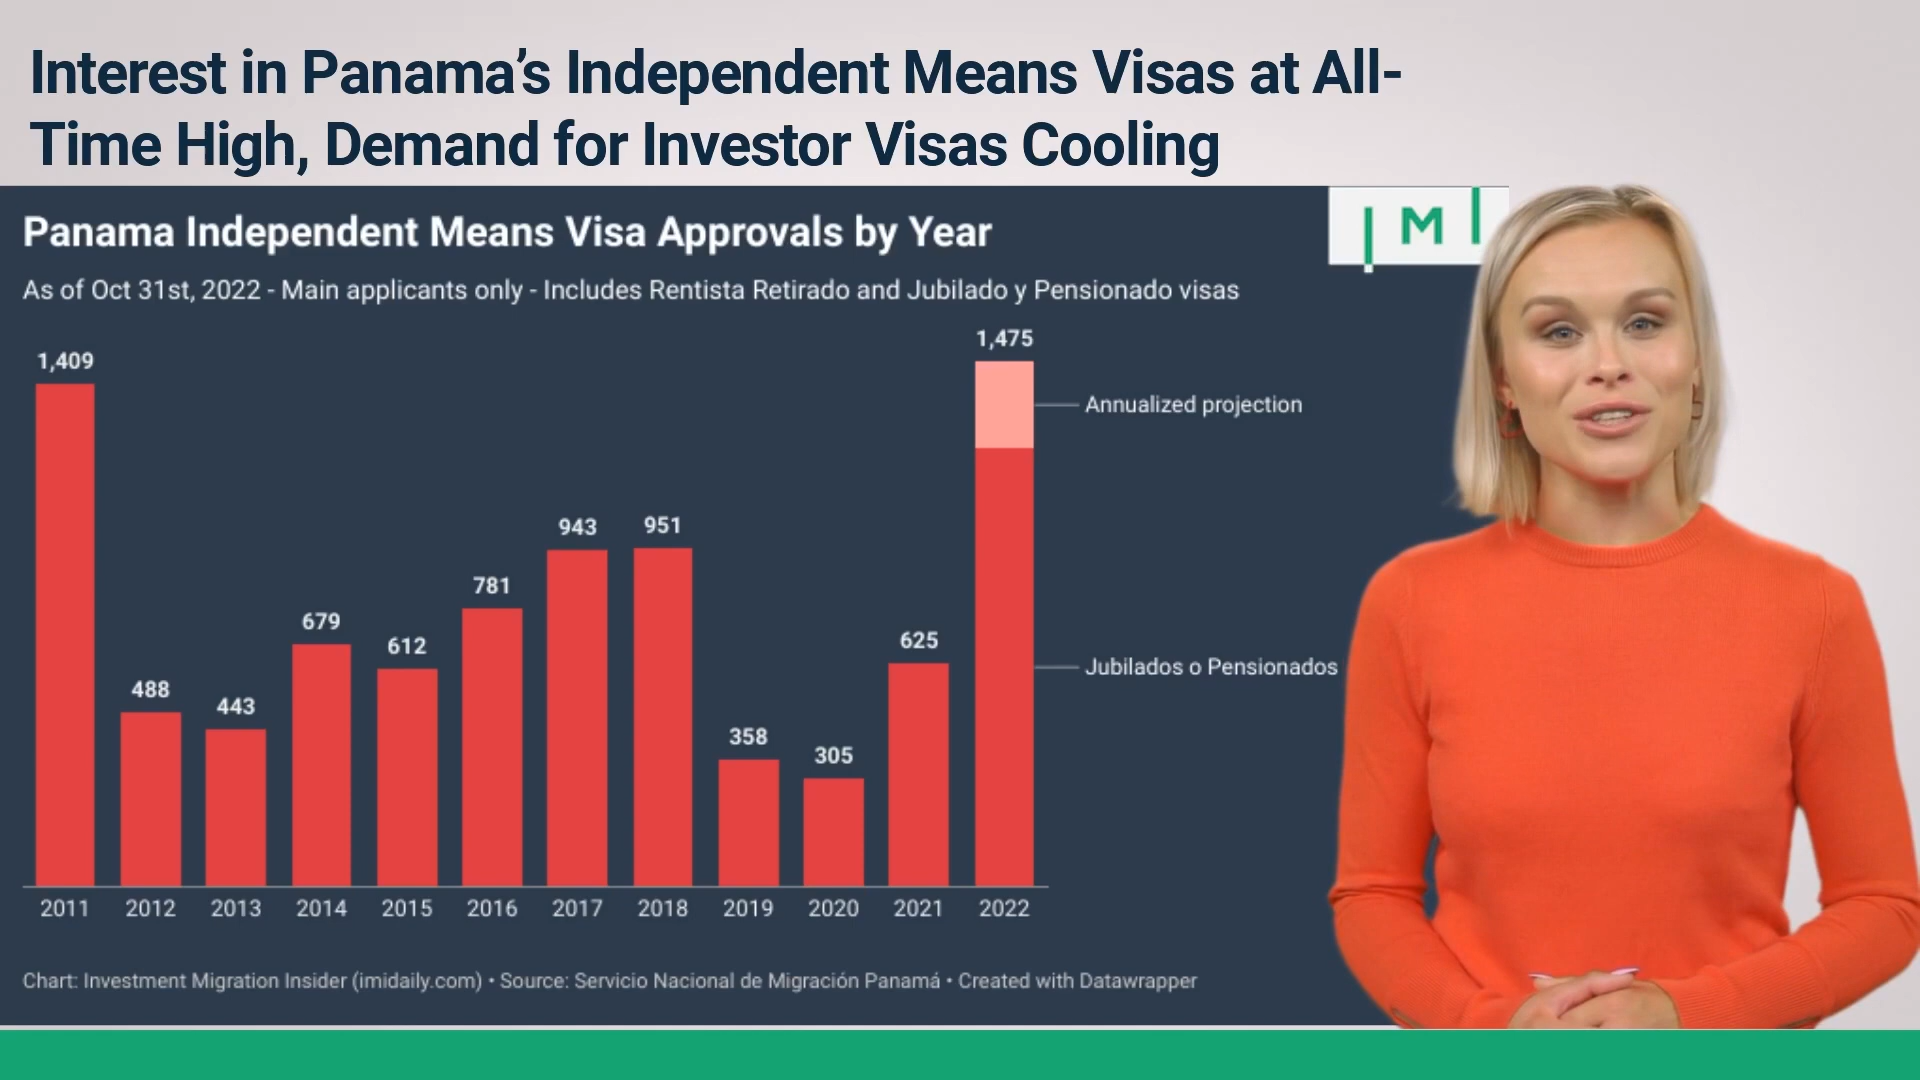 Interest in Panama’s Independent Means Visas at All-
Time High, Demand for Investor Visas Cooling
Panama Independent Means Visa Approvals by Year
IMI
As of Oct 31st, 2022 - Main applicants only - Includes Rentista Retirado and Jubilado y Pensionado visas
1,409
488
443
679
612
781
943
951
358
305
625
1,475
Annualized projection
Jubilados o Pensionados
2011 2012 2013 2014 2015 2016 2017 2018 2019 2020 2021 2022
Chart: Investment Migration Insider (imidaily.com) • Source: Servicio Nacional de Migración Panamá • Created with Datawrapper